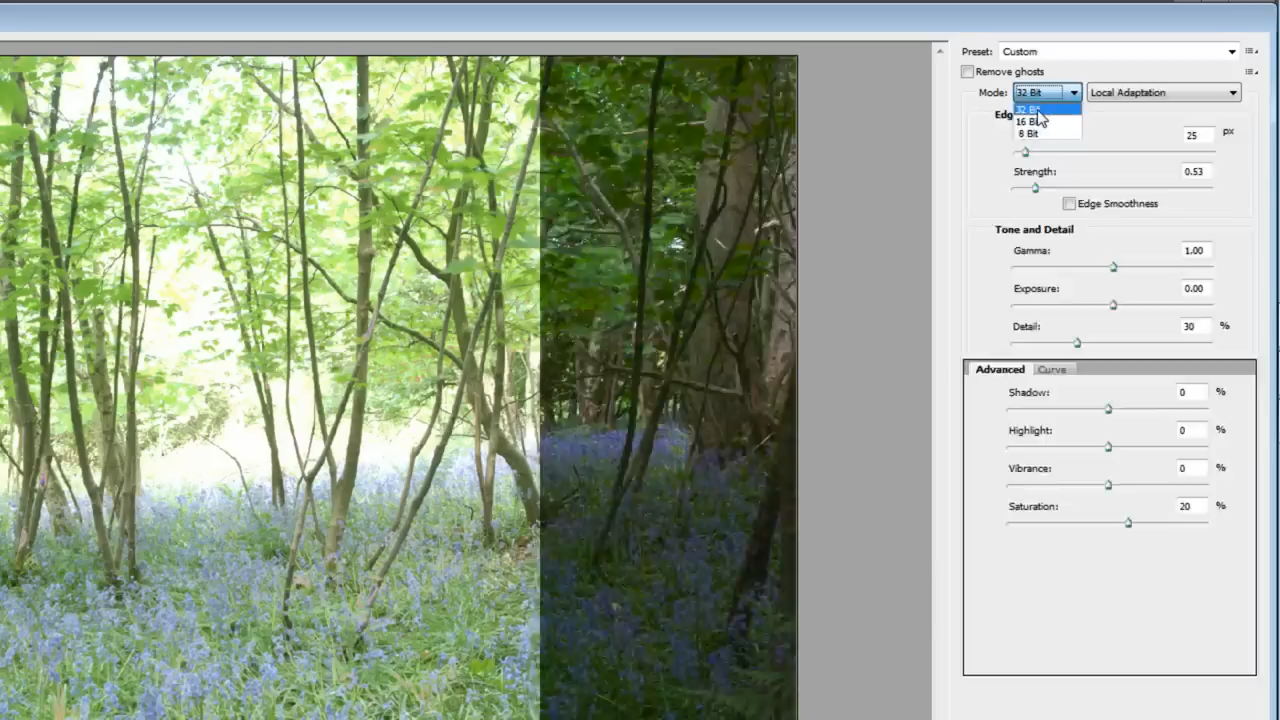 Preset: Custom
Remove ghosts
Mode: 32 Bit Local Adaptation
32 Bit
16 Bit
8 Bit
25 px
Strength: 0.53
Edge Smoothness
Tone and Detail
Gamma: 1.00
Exposure: 0.00
Detail: 30 %
Advanced Curve
Shadow: 0 %
Highlight: 0 %
Vibrance: 0 %
Saturation: 20 %